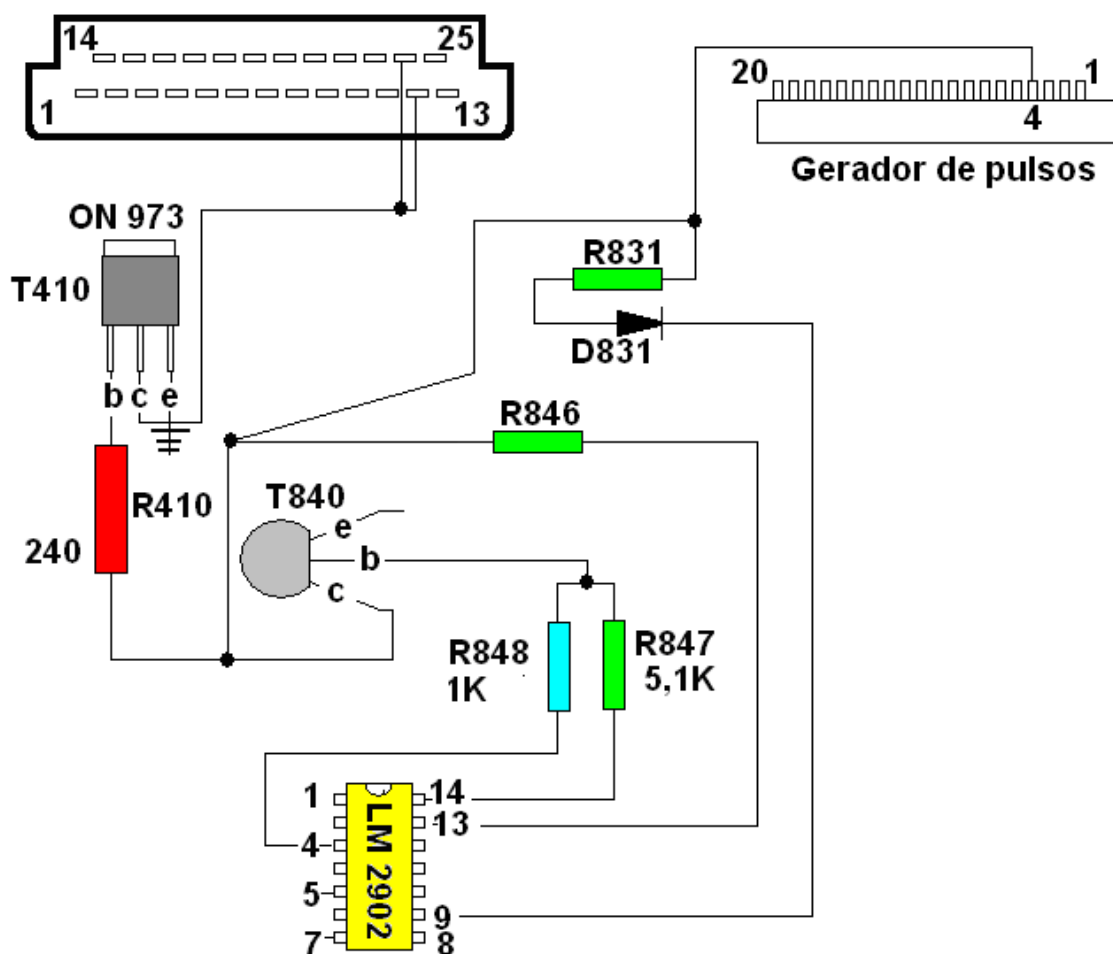 14 25
1 13
20 1
4
Gerador de pulsos
ON 973
T410
b c e
R410
240
R831
D831
R846
T840
e
b
c
R848
1K
R847
5,1K
1 14
13
4
5
9
7 8
LM 2902